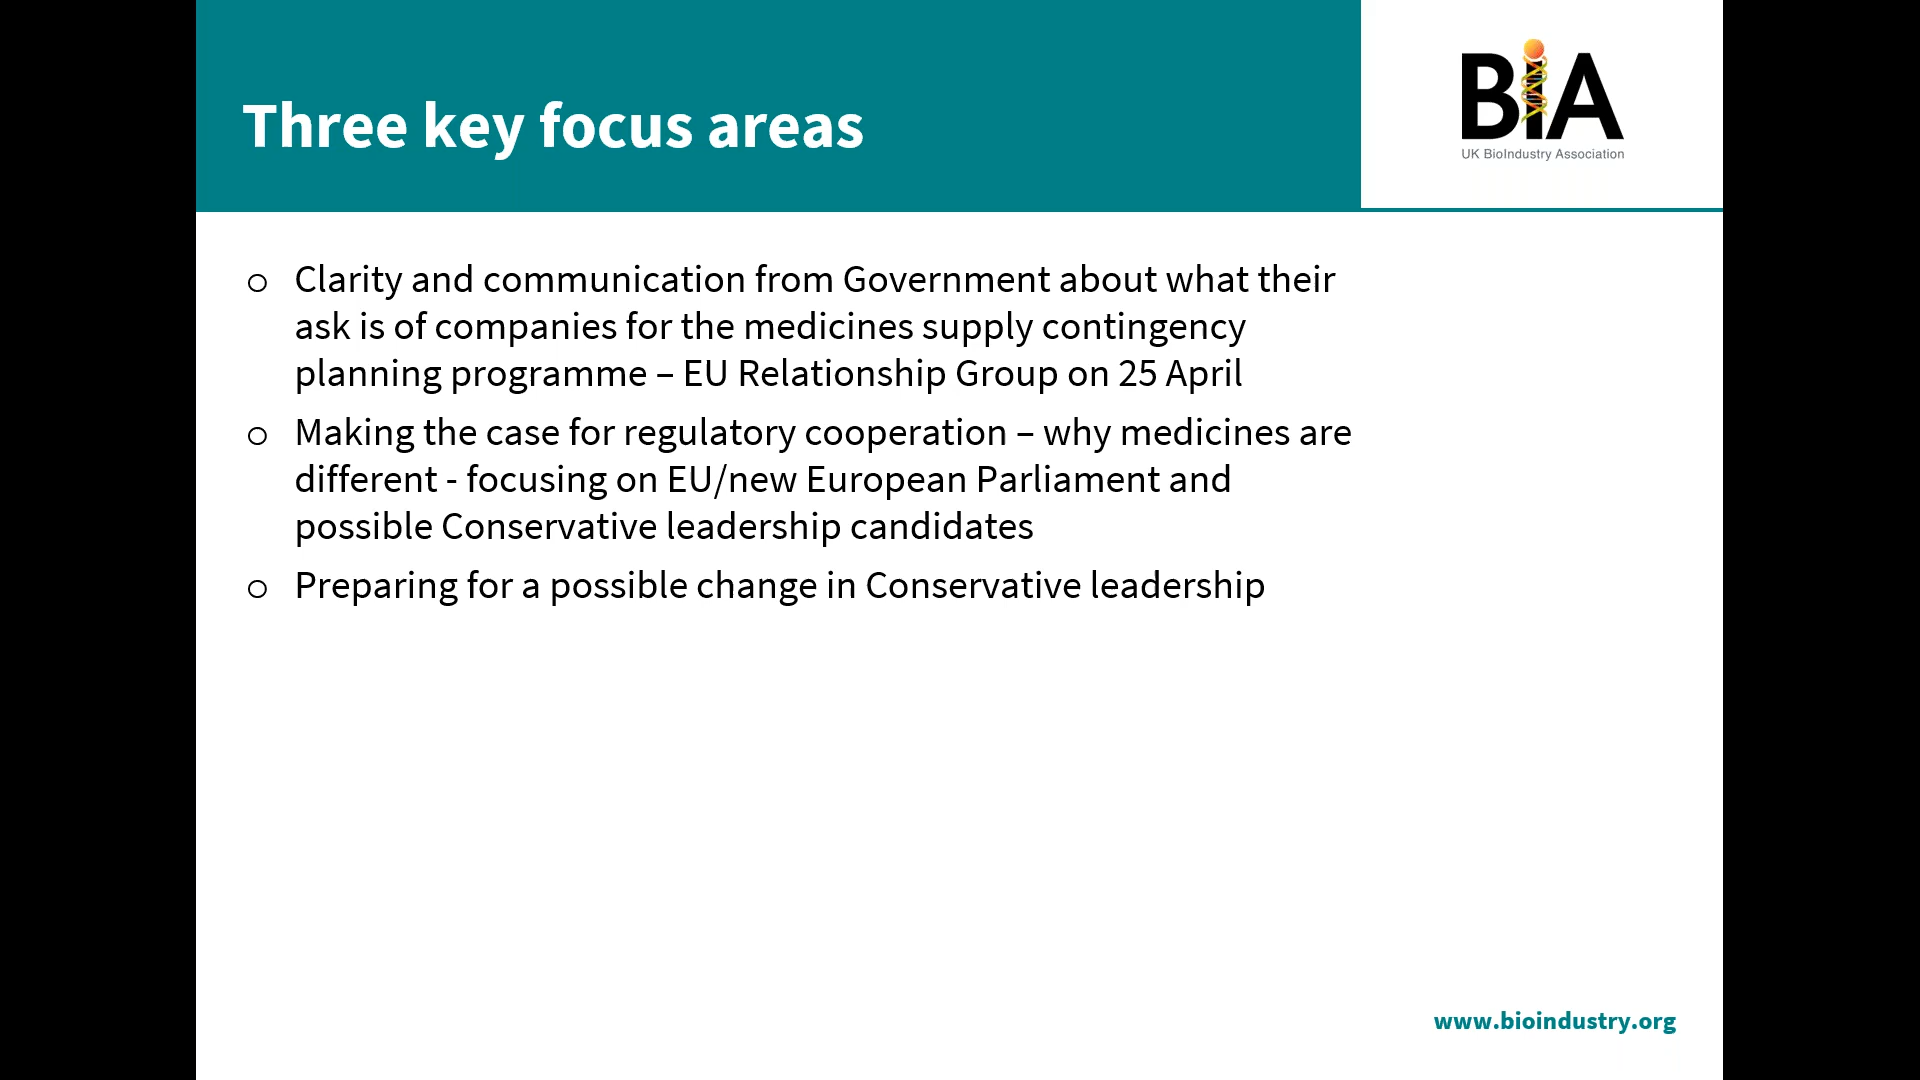 Three key focus areas
BiA
UK BioIndustry Association
○ Clarity and communication from Government about what their
ask is of companies for the medicines supply contingency
planning programme – EU Relationship Group on 25 April
○ Making the case for regulatory cooperation – why medicines are
different - focusing on EU/new European Parliament and
possible Conservative leadership candidates
○ Preparing for a possible change in Conservative leadership
www.bioindustry.org